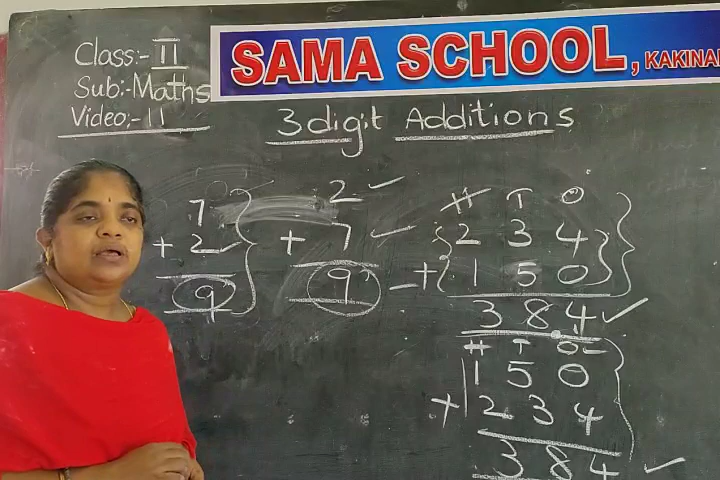 Class:- II
Sub:- Maths
Video:- 11
SAMA SCHOOL, KAKINA
3 digit Additions
7
+ 2
9
2
+ 7
9
H T O
2 3 4
+ 1 5 0
3 8 4
H T O
1 5 0
+ 2 3 4
3 8 4